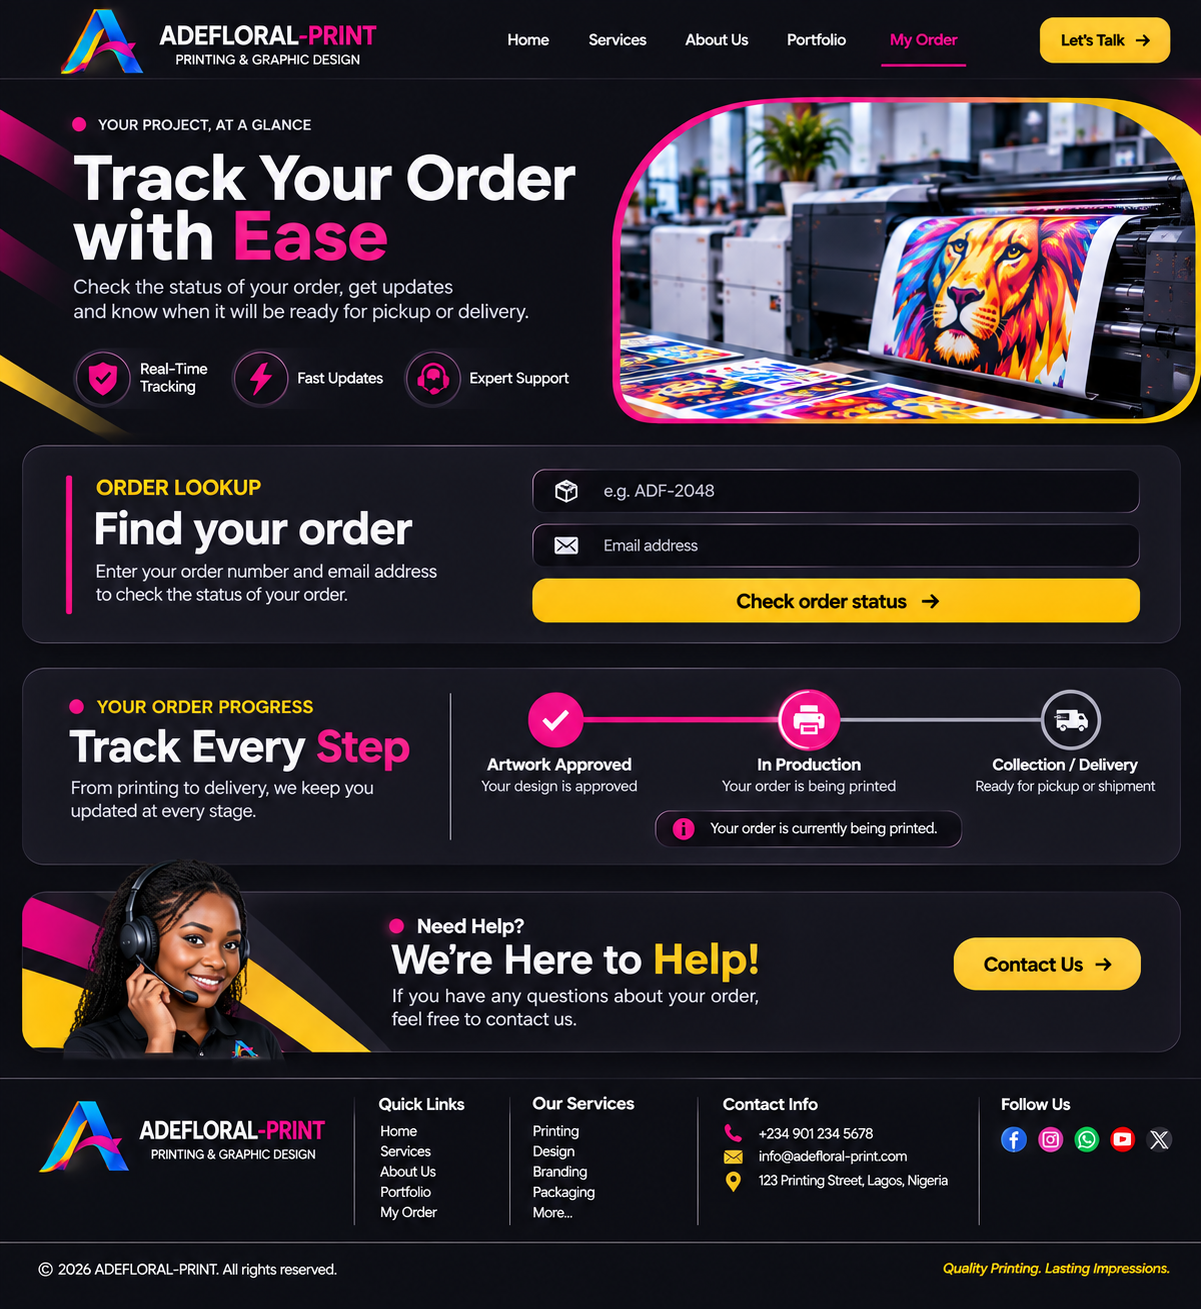 ADEFLORAL-PRINT
PRINTING & GRAPHIC DESIGN
Home
Services
About Us
Portfolio
My Order
Let's Talk →
YOUR PROJECT, AT A GLANCE
Track Your Order
with Ease
Check the status of your order, get updates
and know when it will be ready for pickup or delivery.
Real-Time
Tracking
Fast Updates
Expert Support
ORDER LOOKUP
Find your order
Enter your order number and email address
to check the status of your order.
e.g. ADF-2048
Email address
Check order status →
YOUR ORDER PROGRESS
Track Every Step
From printing to delivery, we keep you
updated at every stage.
Artwork Approved
Your design is approved
In Production
Your order is being printed
Collection / Delivery
Ready for pickup or shipment
Your order is currently being printed.
Need Help?
We're Here to Help!
If you have any questions about your order,
feel free to contact us.
Contact Us →
ADEFLORAL-PRINT
PRINTING & GRAPHIC DESIGN
Quick Links
Home
Services
About Us
Portfolio
My Order
Our Services
Printing
Design
Branding
Packaging
More...
Contact Info
+234 901 234 5678
info@adefloral-print.com
123 Printing Street, Lagos, Nigeria
Follow Us
© 2026 ADEFLORAL-PRINT. All rights reserved.
Quality Printing. Lasting Impressions.